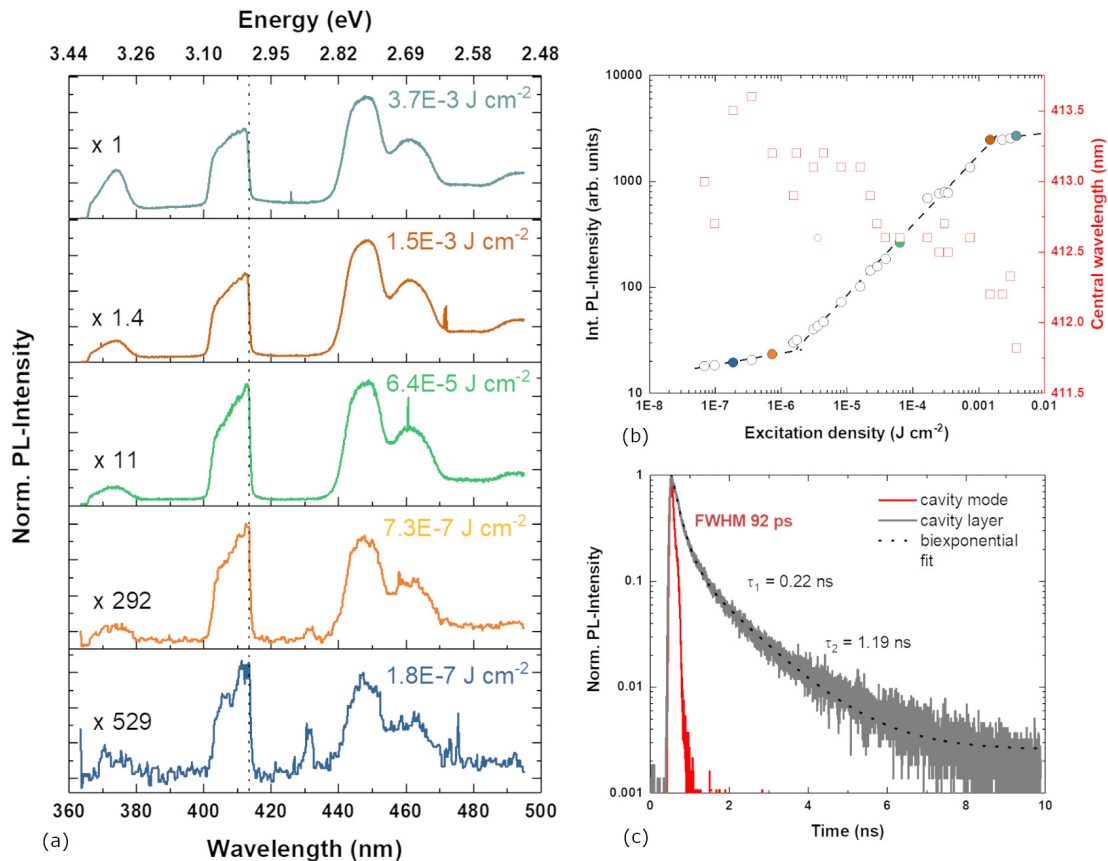 Energy (eV)
3.44 3.26 3.10 2.95 2.82 2.69 2.58 2.48
3.7E-3 J cm-2
x 1
1.5E-3 J cm-2
x 1.4
6.4E-5 J cm-2
x 11
7.3E-7 J cm-2
x 292
1.8E-7 J cm-2
x 529
Norm. PL-Intensity
360 380 400 420 440 460 480 500
Wavelength (nm)
(a)
10000
1000
100
10
Int. PL-Intensity (arb. units)
413.5
413.0
412.5
412.0
411.5
Central wavelength (nm)
1E-8 1E-7 1E-6 1E-5 1E-4 0.001 0.01
Excitation density (J cm-2)
(b)
1
0.1
0.01
0.001
Norm. PL-Intensity
FWHM 92 ps
cavity mode
cavity layer
biexponential
fit
τ1 = 0.22 ns
τ2 = 1.19 ns
0 2 4 6 8 10
Time (ns)
(c)